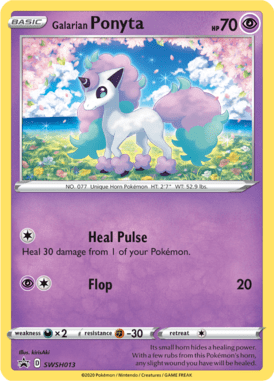 BASIC
Galarian Ponyta HP 70
NO. 077 Unique Horn Pokémon HT: 2'7" WT: 52.9 lbs.
Heal Pulse
Heal 30 damage from 1 of your Pokémon.
Flop 20
weakness ×2 resistance -30 retreat
Illus. kirisAki
Its small horn hides a healing power.
With a few rubs from this Pokémon's horn,
any slight wound you have will be healed.
D SWSH013
©2020 Pokémon / Nintendo / Creatures / GAME FREAK